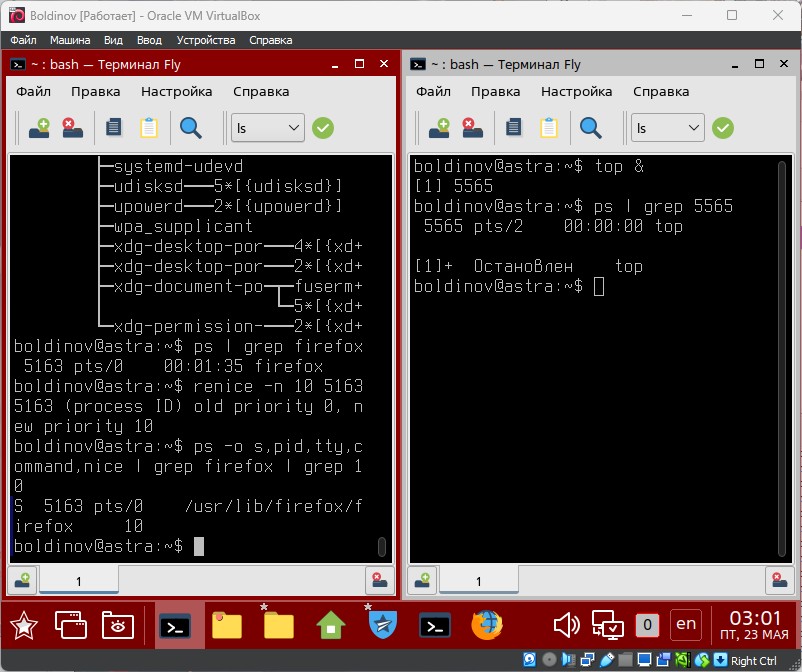 Boldinov [Работает] - Oracle VM VirtualBox
Файл Машина Вид Ввод Устройства Справка
~ : bash — Терминал Fly
Файл Правка Настройка Справка
ls
├─systemd-udevd
├─udisksd───5*[{udisksd}]
├─upowerd───2*[{upowerd}]
├─wpa_supplicant
├─xdg-desktop-por───4*[{xd+
├─xdg-desktop-por───2*[{xd+
├─xdg-document-po─┬─fuserm+
└─5*[{xd+
└─xdg-permission-───2*[{xd+
boldinov@astra:~$ ps | grep firefox
5163 pts/0 00:01:35 firefox
boldinov@astra:~$ renice -n 10 5163
5163 (process ID) old priority 0, n
ew priority 10
boldinov@astra:~$ ps -o s,pid,tty,c
ommand,nice | grep firefox | grep 1
0
S 5163 pts/0 /usr/lib/firefox/f
irefox 10
boldinov@astra:~$
1
~ : bash — Терминал Fly
Файл Правка Настройка Справка
ls
boldinov@astra:~$ top &
[1] 5565
boldinov@astra:~$ ps | grep 5565
5565 pts/2 00:00:00 top
[1]+ Остановлен top
boldinov@astra:~$
1
0 en 03:01
ПТ, 23 МАЯ
Right Ctrl